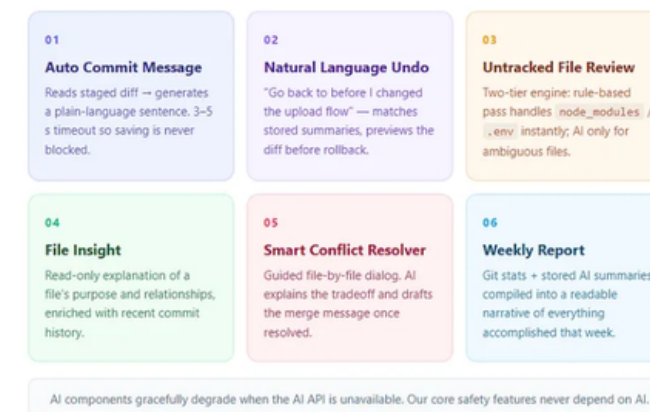 01
Auto Commit Message
Reads staged diff → generates
a plain-language sentence. 3–5
s timeout so saving is never
blocked.
02
Natural Language Undo
"Go back to before I changed
the upload flow" — matches
stored summaries, previews the
diff before rollback.
03
Untracked File Review
Two-tier engine: rule-based
pass handles node_modules /
.env instantly; AI only for
ambiguous files.
04
File Insight
Read-only explanation of a
file's purpose and relationships,
enriched with recent commit
history.
05
Smart Conflict Resolver
Guided file-by-file dialog. AI
explains the tradeoff and drafts
the merge message once
resolved.
06
Weekly Report
Git stats + stored AI summaries
compiled into a readable
narrative of everything
accomplished that week.
AI components gracefully degrade when the AI API is unavailable. Our core safety features never depend on AI.